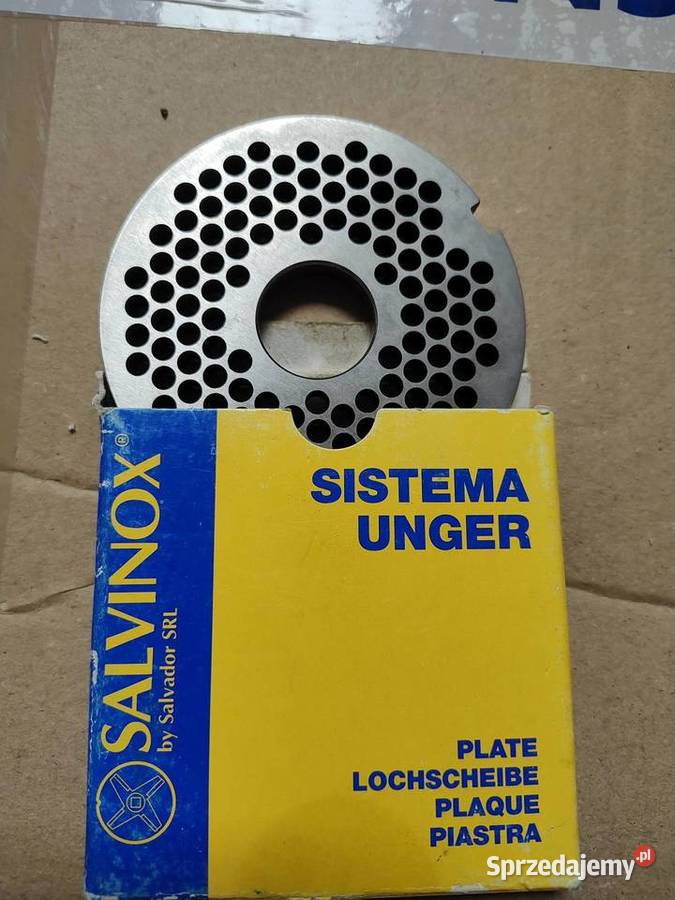 SISTEMA
UNGER
SALVINOX®
by Salvador SRL
PLATE
LOCHSCHEIBE
PLAQUE
PIASTRA
Sprzedajemy.pl